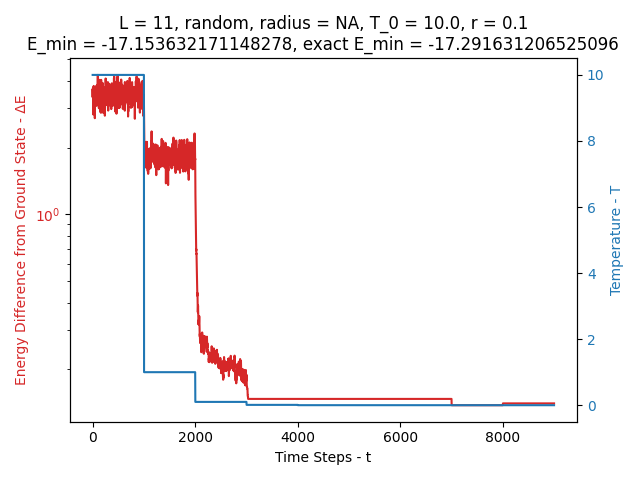 L = 11, random, radius = NA, T_0 = 10.0, r = 0.1
E_min = -17.153632171148278, exact E_min = -17.291631206525096
Energy Difference from Ground State - ΔE
10^0
10
8
6
4
2
0
Temperature - T
0 2000 4000 6000 8000
Time Steps - t